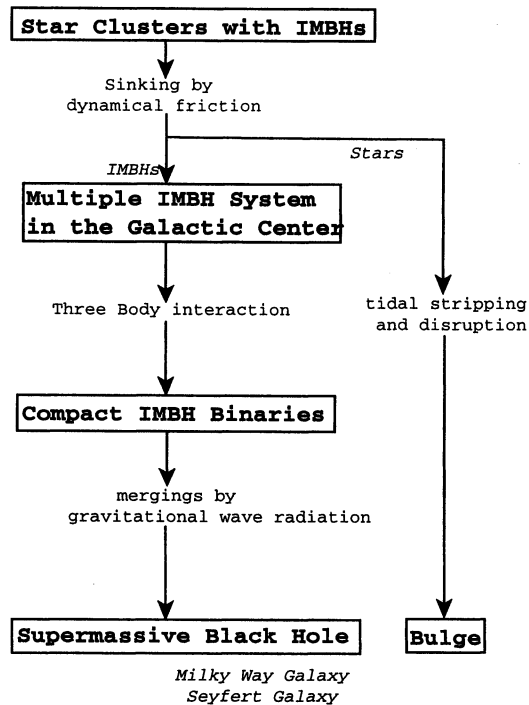 Star Clusters with IMBHs
Sinking by
dynamical friction
IMBHs
Stars
Multiple IMBH System
in the Galactic Center
Three Body interaction
tidal stripping
and disruption
Compact IMBH Binaries
mergings by
gravitational wave radiation
Supermassive Black Hole
Bulge
Milky Way Galaxy
Seyfert Galaxy